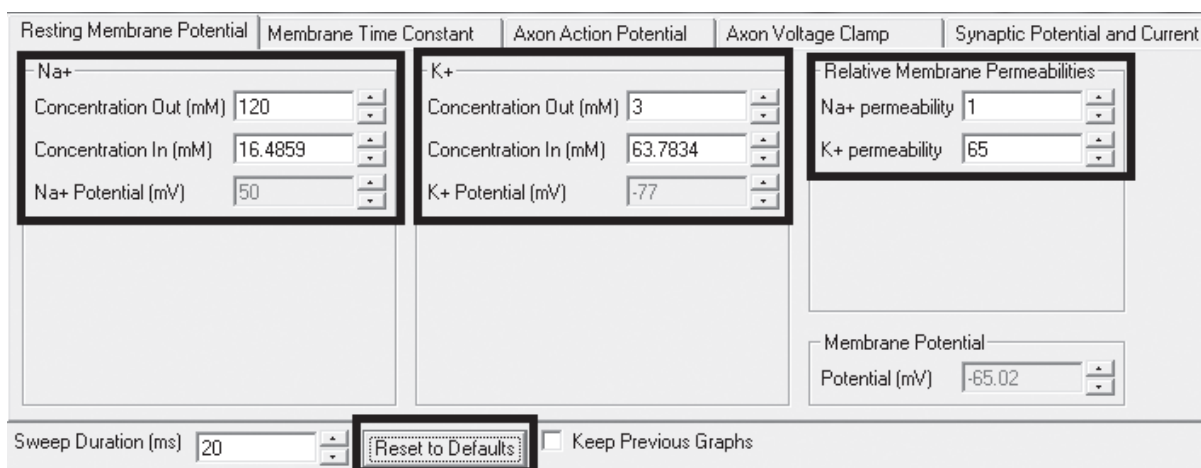 Resting Membrane Potential Membrane Time Constant Axon Action Potential Axon Voltage Clamp Synaptic Potential and Current
Na+
Concentration Out (mM) 120
Concentration In (mM) 16.4859
Na+ Potential (mV) 50
K+
Concentration Out (mM) 3
Concentration In (mM) 63.7834
K+ Potential (mV) -77
Relative Membrane Permeabilities
Na+ permeability 1
K+ permeability 65
Membrane Potential
Potential (mV) -65.02
Sweep Duration (ms) 20 Reset to Defaults Keep Previous Graphs